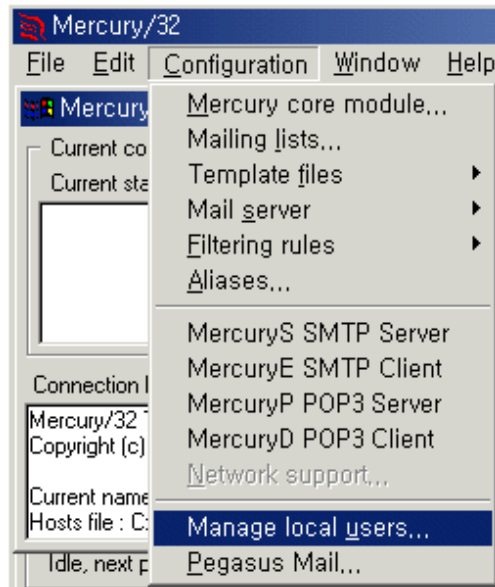 Mercury/32
File Edit Configuration Window Help
Mercury
Current co
Current sta
Connection
Mercury/32
Copyright (c)
Current name
Hosts file : C:
Idle, next p
Mercury core module...
Mailing lists...
Template files
Mail server
Filtering rules
Aliases...
MercuryS SMTP Server
MercuryE SMTP Client
MercuryP POP3 Server
MercuryD POP3 Client
Network support...
Manage local users...
Pegasus Mail...